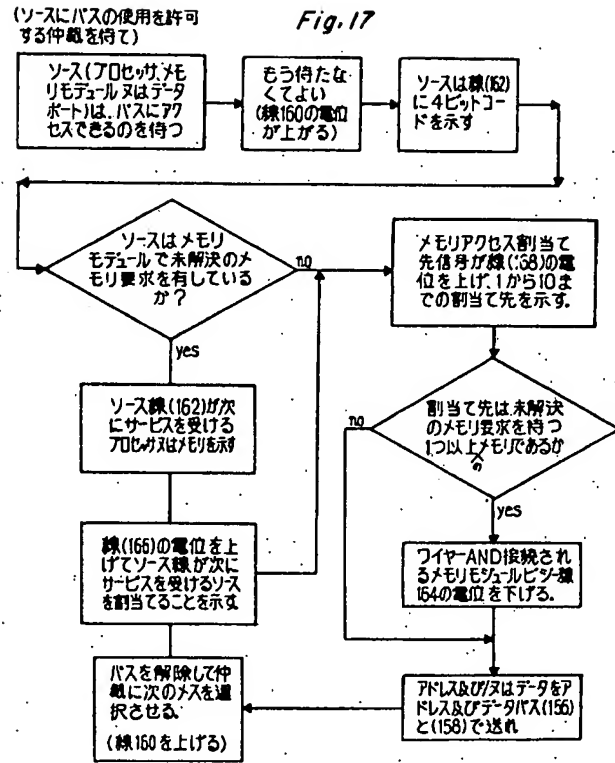 Fig.17
(ソースにバスの使用を許可
する仲裁を待て)
ソース(プロセッサ,メモ
リモデュール又はデータ
ポート)は、バスにアク
セスできるのを待つ
もう待たな
くてよい
(線160の電位
が上がる)
ソースは線(162)
に4ビットコー
ドを示す
ソースはメモリ
モデュールで未解決のメ
モリ要求を有している
か?
no
yes
メモリアクセス割当て
先信号が線(168)の電
位を上げ、1から10ま
での割当て先を示す.
ソース線(162)が次
にサービスを受ける
プロセッサ又はメモリを示す
割当て先は、未解決
のメモリ要求を持つ
1つ以上のメモリであるか
no
yes
線(166)の電位を上
げてソース線が次に
サービスを受けるソース
を割当てることを示す
ワイヤーAND接続され
るメモリモジュールビジー線
164の電位を下げる.
バスを解除して仲
裁に次のメスを選
択させる.
(線160を上げる)
アドレス及び/又はデータをア
ドレス及びデータバス(156)
と(158)で送れ